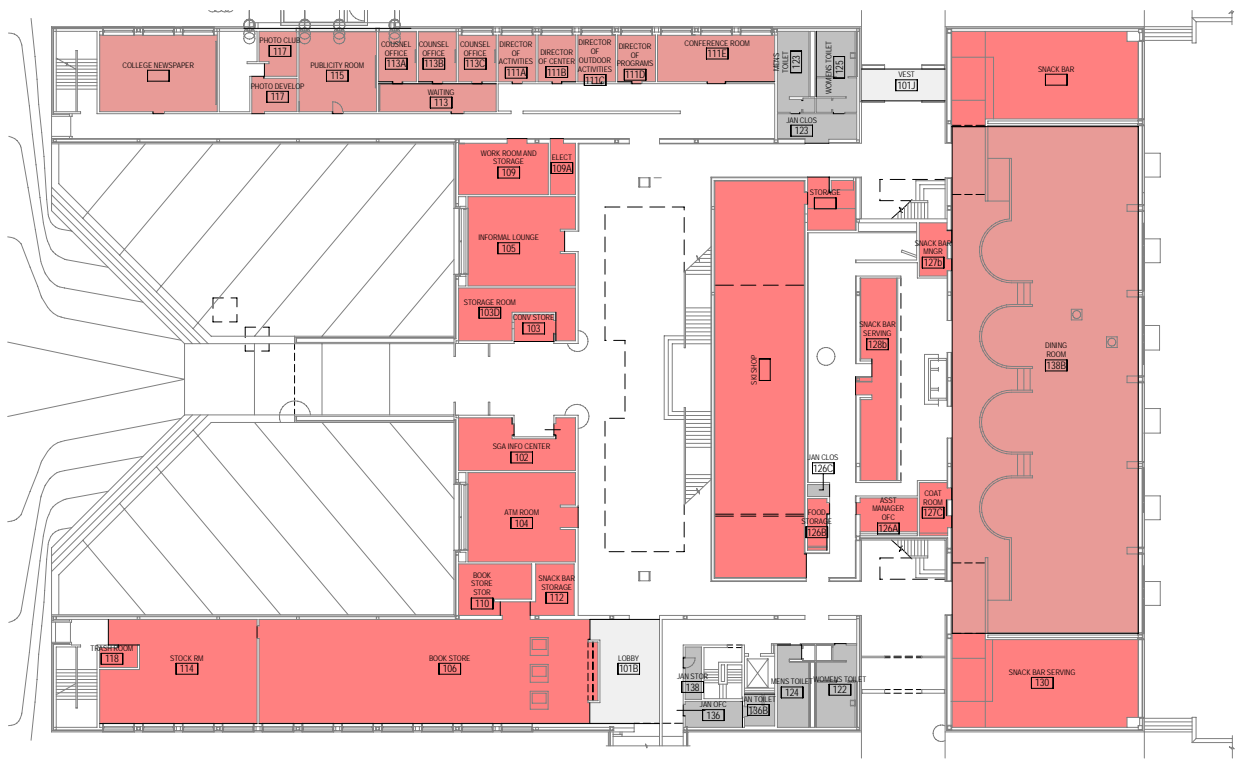 COLLEGE NEWSPAPER
PHOTO CLUB
117
PHOTO DEVELOP
117
PUBLICITY ROOM
115
COUSNEL
OFFICE
113A
COUNSEL
OFFICE
113B
COUNSEL
OFFICE
113C
WAITING
113
DIRECTOR
OF
ACTIVITIES
111A
DIRECTOR
OF CENTER
111B
DIRECTOR
OF
OUTDOOR
ACTIVITIES
111C
DIRECTOR
OF
PROGRAMS
111D
CONFERENCE ROOM
111E
MEN'S
TOILET
123
WOMENS TOILET
125
JAN CLOS
123
VEST
101J
SNACK BAR
WORK ROOM AND
STORAGE
109
ELECT
109A
INFORMAL LOUNGE
105
STORAGE ROOM
103D
CONV STORE
103
STORAGE
SNACK BAR
MNGR
127b
SNACK BAR
SERVING
128b
SKI SHOP
DINING
ROOM
138B
SGA INFO CENTER
102
ATM ROOM
104
JAN CLOS
126C
FOOD
STORAGE
126B
ASST
MANAGER
OFC
126A
COAT
ROOM
127C
BOOK
STORE
STOR
110
SNACK BAR
STORAGE
112
TRASH ROOM
118
STOCK RM
114
BOOK STORE
106
LOBBY
101B
JAN STOR
138
JAN OFC
136
JAN TOILET
136B
MENS TOILET
124
WOMENS TOILET
122
SNACK BAR SERVING
130